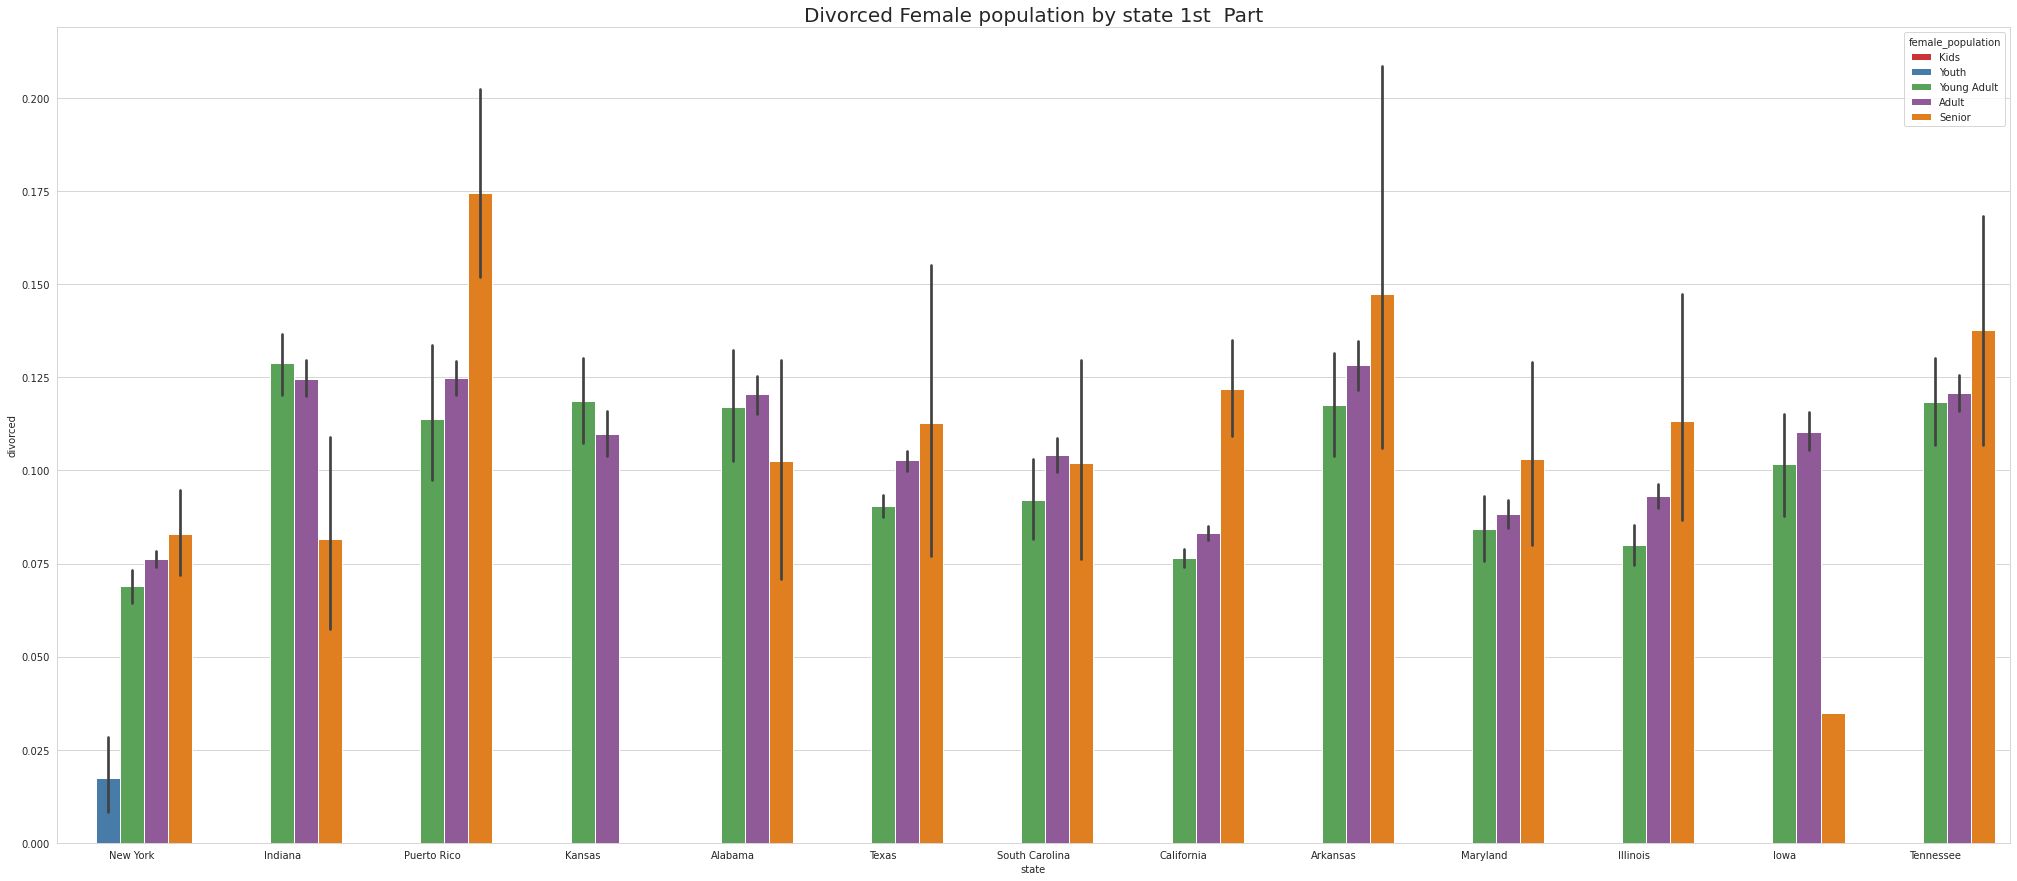 Divorced Female population by state 1st  Part
female_population
Kids
Youth
Young Adult
Adult
Senior
divorced
0.200
0.175
0.150
0.125
0.100
0.075
0.050
0.025
0.000
New York Indiana Puerto Rico Kansas Alabama Texas South Carolina California Arkansas Maryland Illinois Iowa Tennessee
state